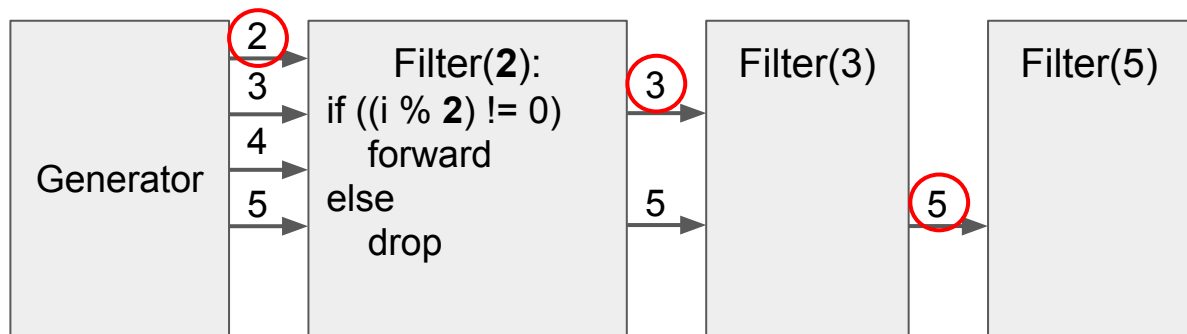 Generator
2
3
4
5
Filter(2):
if ((i % 2) != 0)
forward
else
drop
3
5
Filter(3)
5
Filter(5)